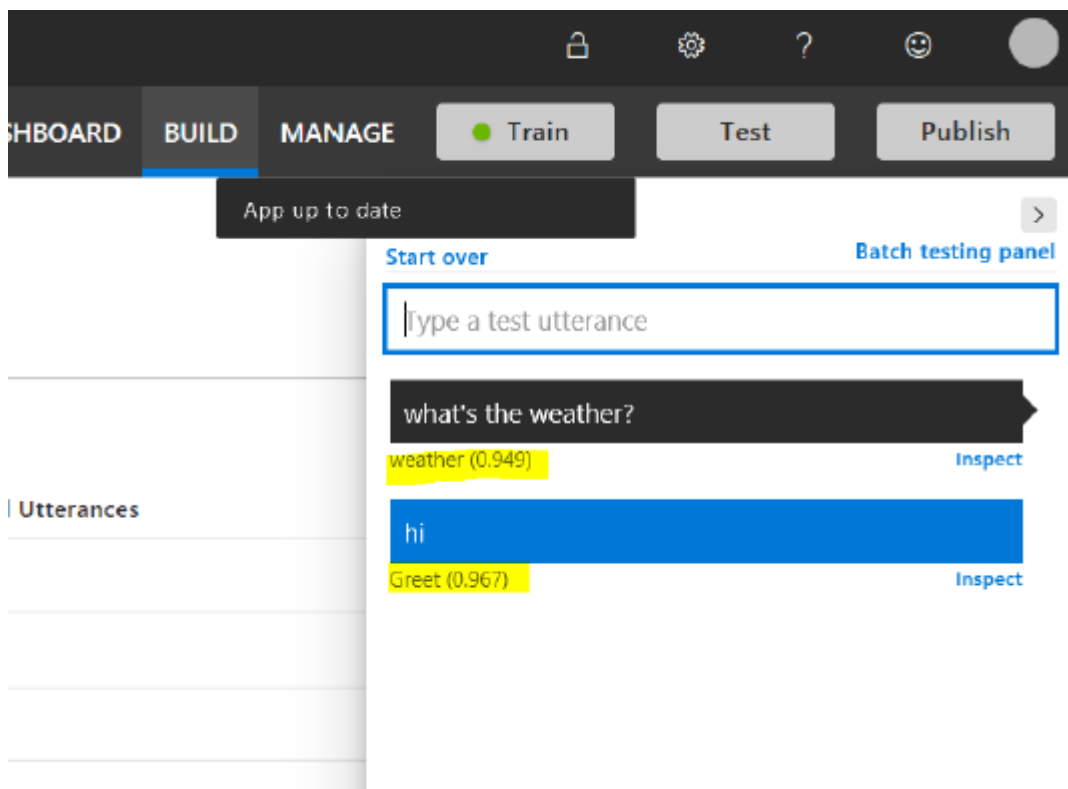 ?
SHBOARD BUILD MANAGE Train Test Publish
App up to date
>
Start over Batch testing panel
Type a test utterance
what's the weather?
weather (0.949) Inspect
Utterances
hi
Greet (0.967) Inspect